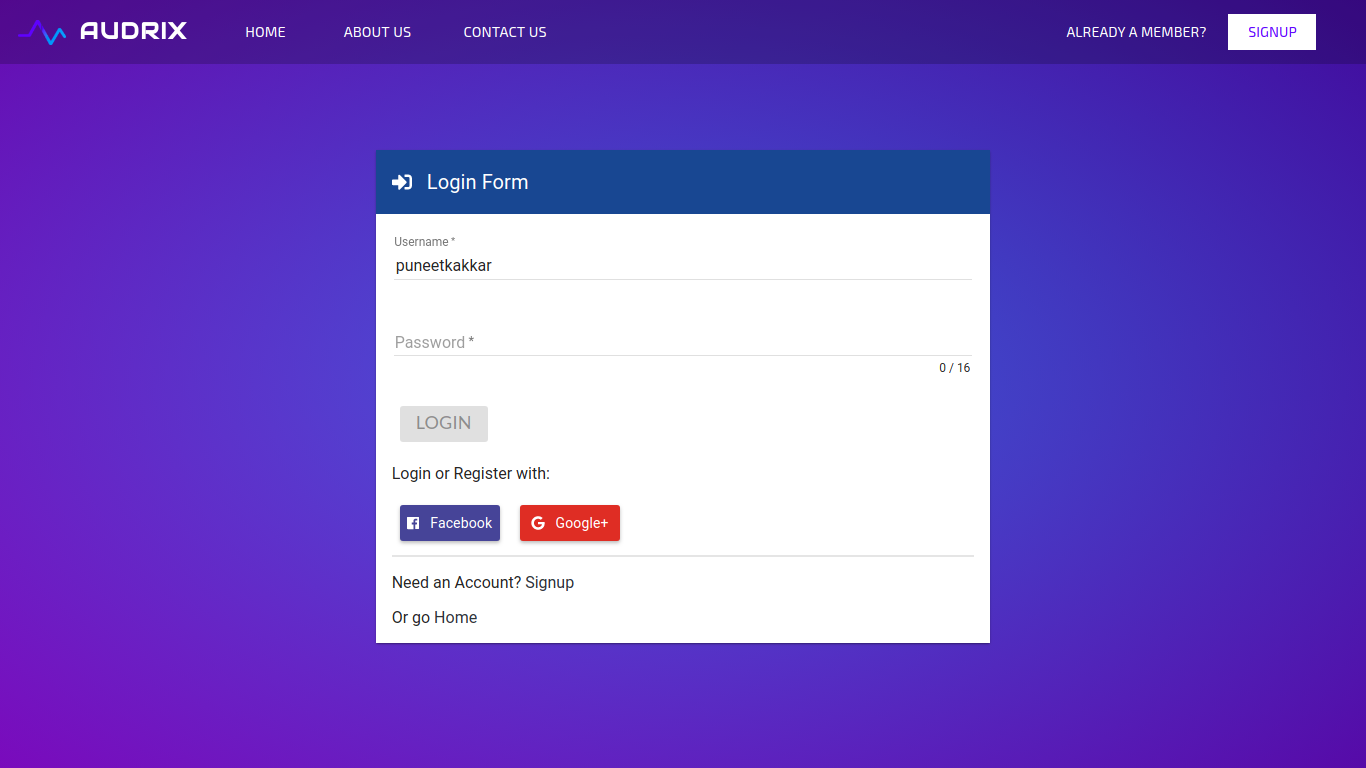 AUDRIX HOME ABOUT US CONTACT US ALREADY A MEMBER? SIGNUP
Login Form
Username *
puneetkakkar
Password *
0 / 16
LOGIN
Login or Register with:
Facebook Google+
Need an Account? Signup
Or go Home